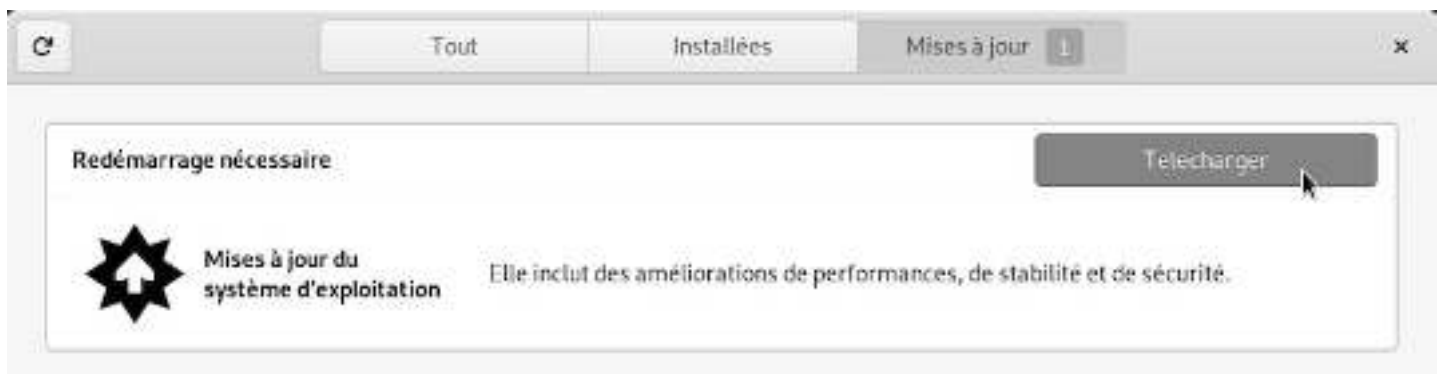 Tout
Installées
Mises à jour 1
Redémarrage nécessaire
Télécharger
Mises à jour du
système d'exploitation
Elle inclut des améliorations de performances, de stabilité et de sécurité.